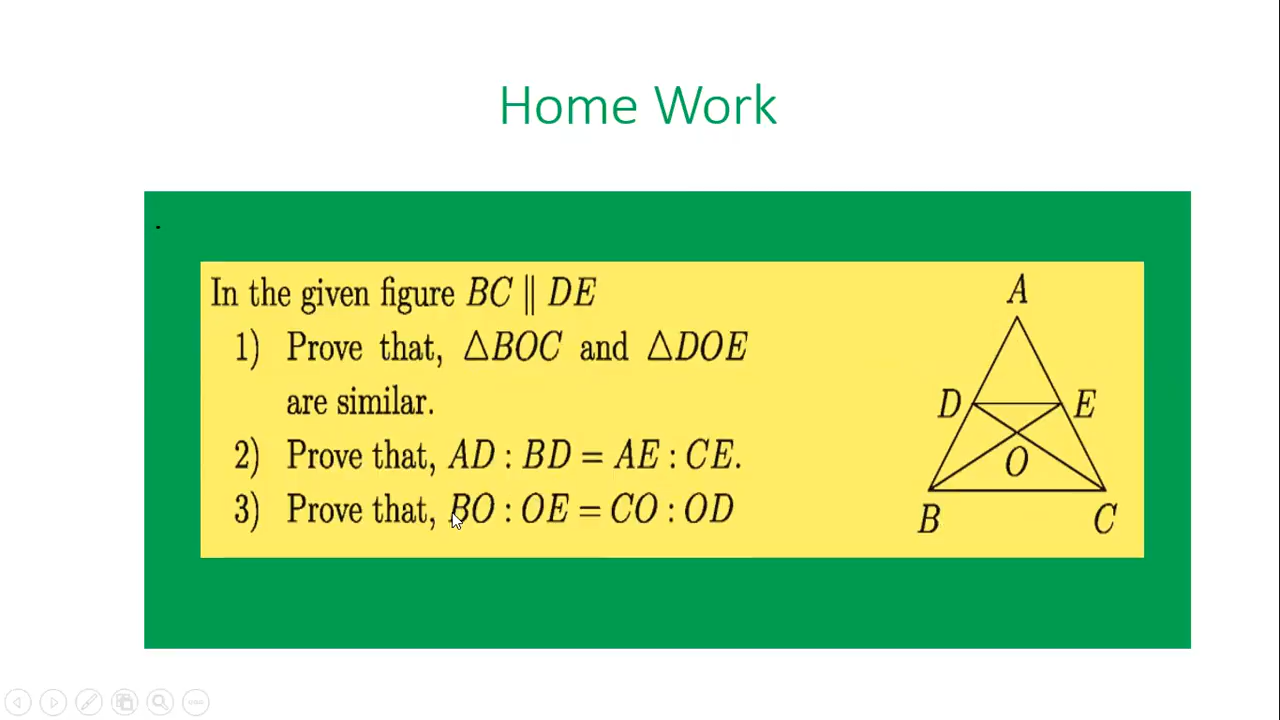 Home Work
In the given figure BC ∥ DE
1) Prove that, △BOC and △DOE
are similar.
2) Prove that, AD : BD = AE : CE.
3) Prove that, BO : OE = CO : OD
A
D
E
O
B
C